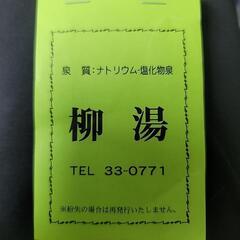 泉 質:ナトリウム-塩化物泉
柳 湯
TEL 33-0771
※紛失の場合は再発行いたしません。